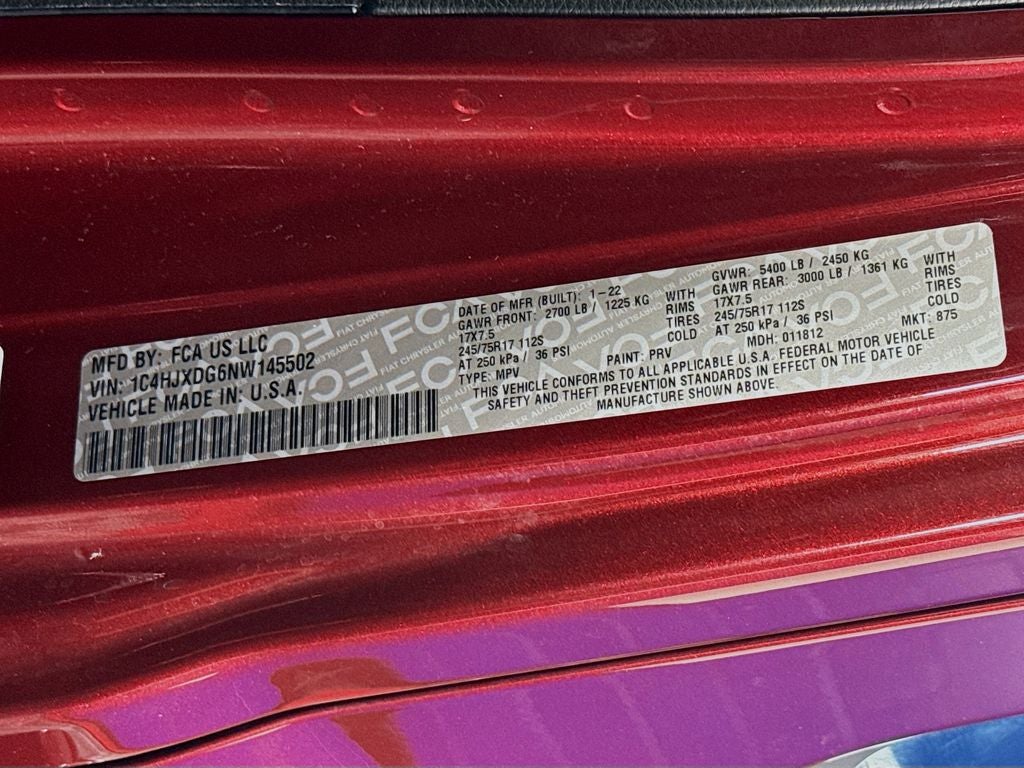 MFD BY: FCA US LLC
VIN: 1C4HJXDG6NW145502
VEHICLE MADE IN: U.S.A.
DATE OF MFR (BUILT): 1-22 GVWR: 5400 LB / 2450 KG
GAWR FRONT: 2700 LB / 1225 KG WITH GAWR REAR: 3000 LB / 1361 KG WITH
17X7.5 RIMS 17X7.5 RIMS
245/75R17 112S TIRES 245/75R17 112S TIRES
AT 250 kPa / 36 PSI COLD AT 250 kPa / 36 PSI COLD
TYPE: MPV PAINT: PRV MDH: 011812 MKT: 875
THIS VEHICLE CONFORMS TO ALL APPLICABLE U.S.A. FEDERAL MOTOR VEHICLE
SAFETY AND THEFT PREVENTION STANDARDS IN EFFECT ON THE DATE OF
MANUFACTURE SHOWN ABOVE.